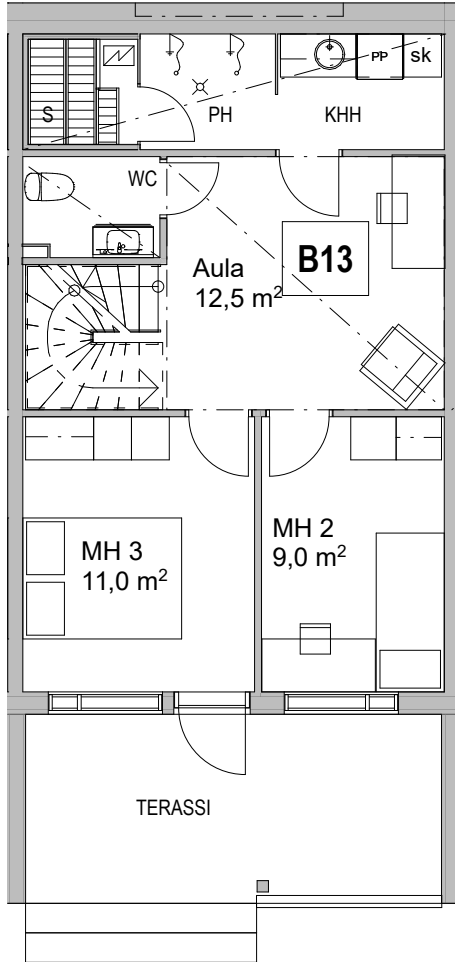 PP
sk
S
PH
KHH
WC
B13
Aula
12,5 m²
MH 3
11,0 m²
MH 2
9,0 m²
TERASSI